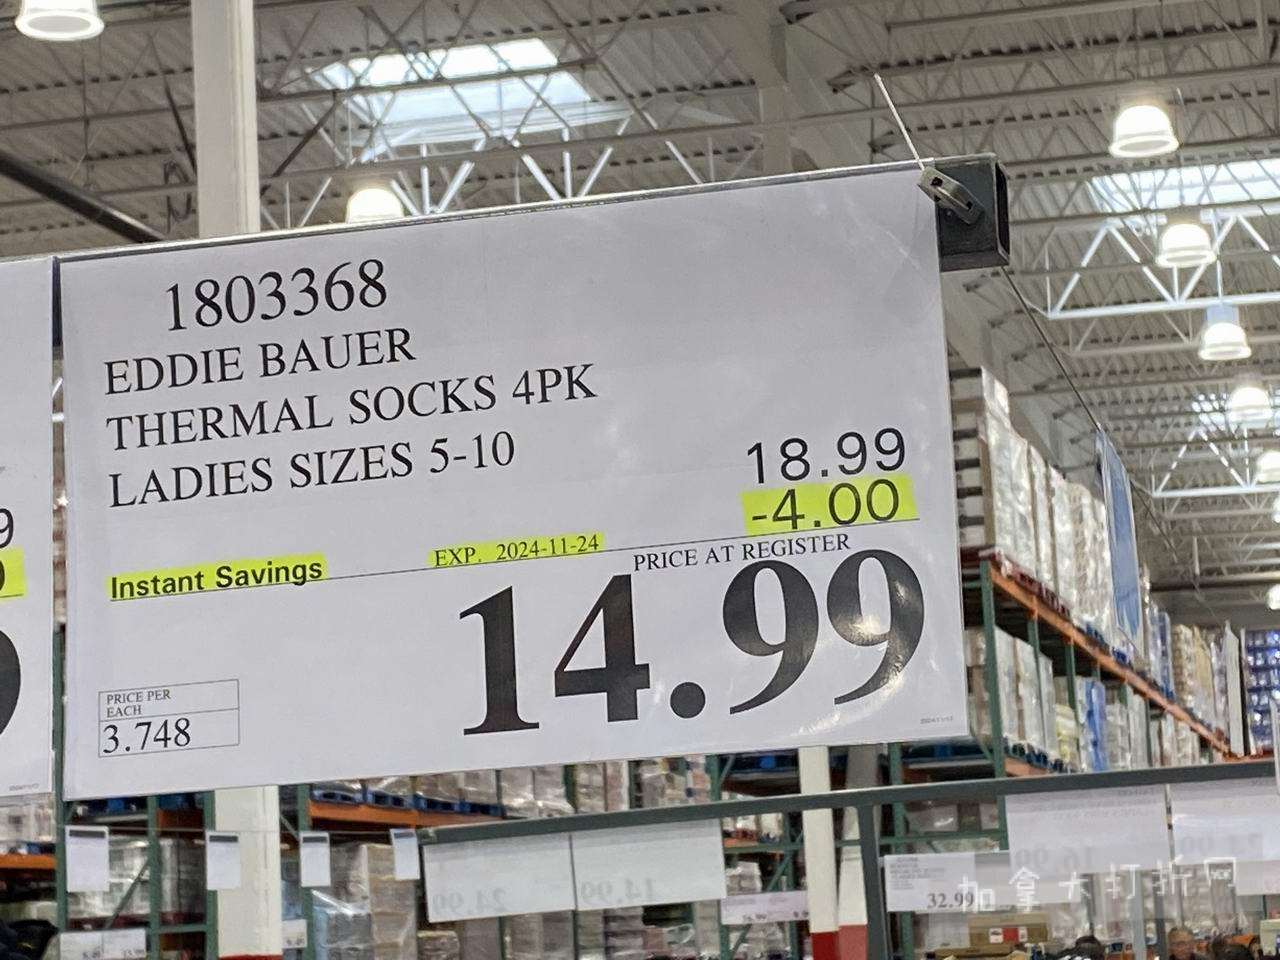 1803368
EDDIE BAUER
THERMAL SOCKS 4PK
LADIES SIZES 5-10
18.99
-4.00
Instant Savings
EXP. 2024-11-24
PRICE AT REGISTER
14.99
PRICE PER
EACH
3.748
9
32.99
加拿大打折网